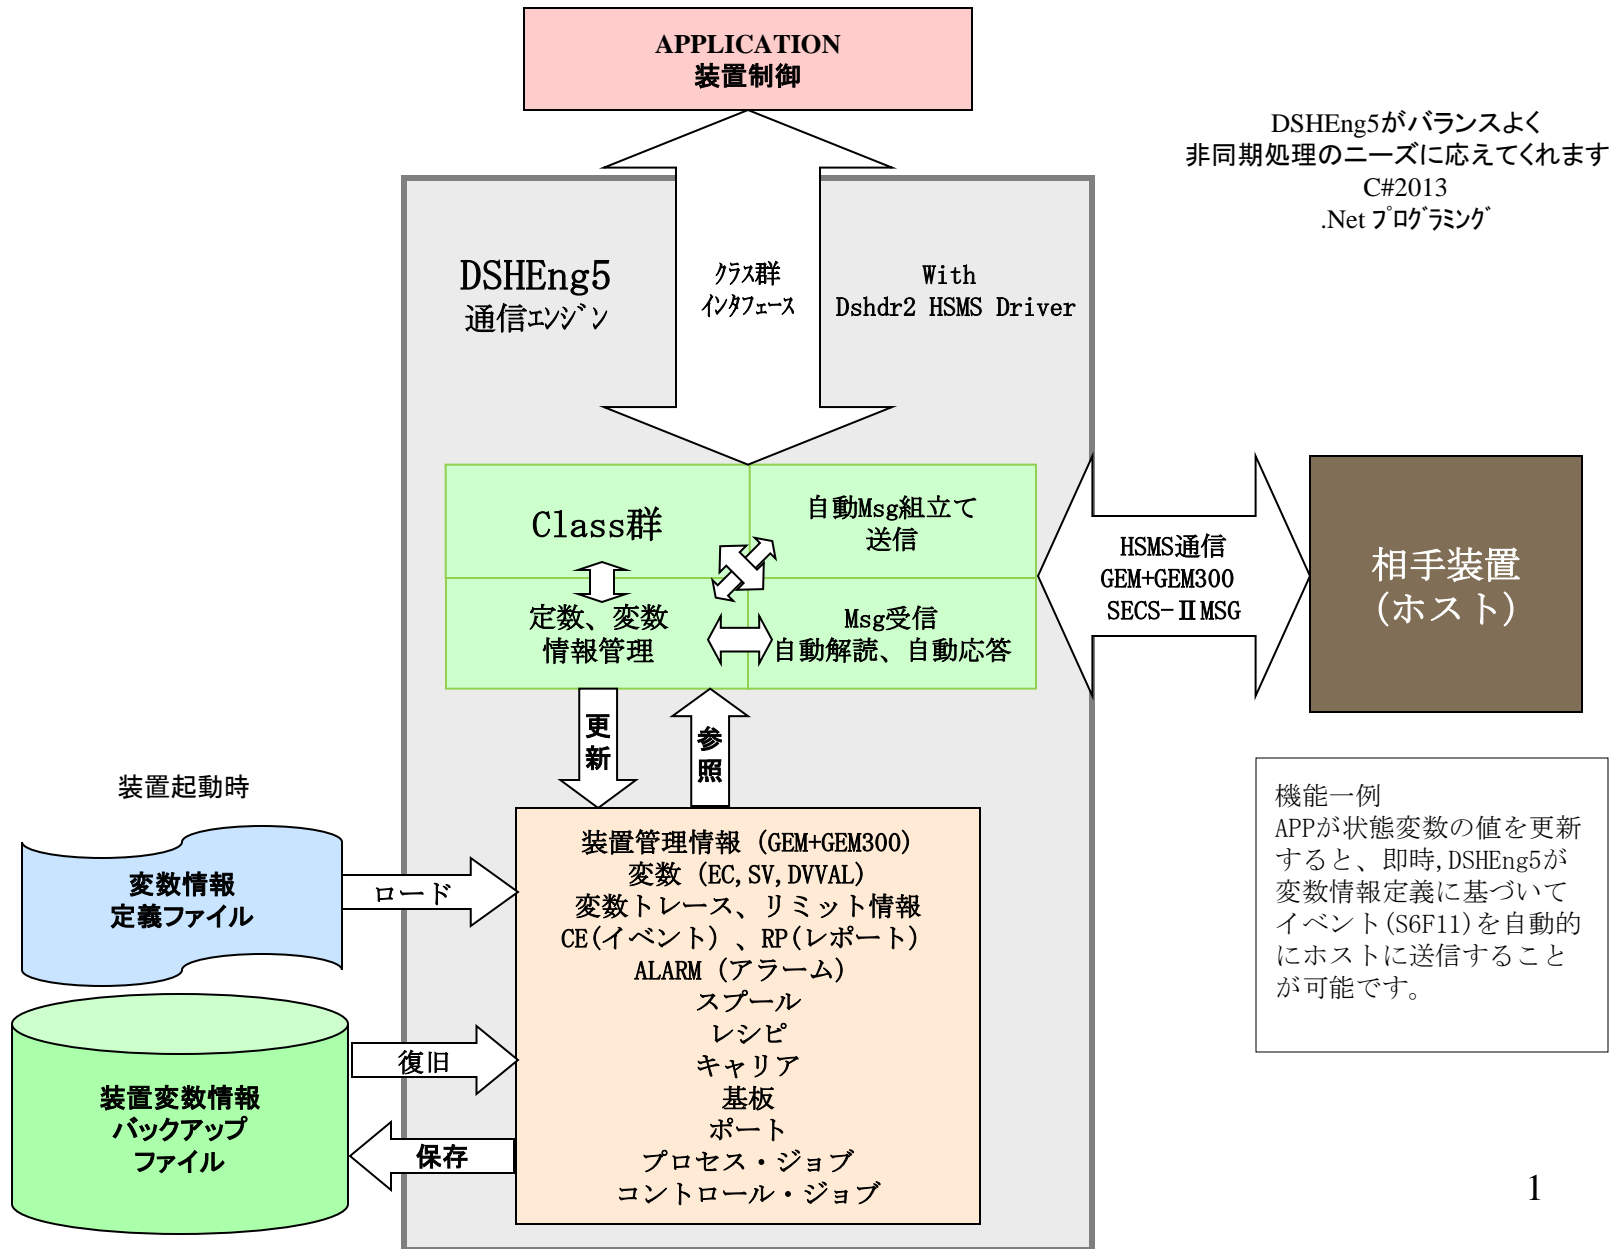 APPLICATION
装置制御
DSHEng5がバランスよく
非同期処理のニーズに応えてくれます
C#2013
.Net ﾌﾟﾛｸﾞﾗﾐﾝｸﾞ
DSHEng5
通信ｴﾝｼﾞﾝ
ｸﾗｽ群
ｲﾝﾀﾌｪｰｽ
With
Dshdr2 HSMS Driver
Class群
自動Msg組立て
送信
定数、変数
情報管理
Msg受信
自動解読、自動応答
HSMS通信
GEM+GEM300
SECS-ⅡMSG
相手装置
(ホスト)
更
新
参
照
装置起動時
変数情報
定義ファイル
ロード
装置管理情報 (GEM+GEM300)
変数 (EC,SV,DVVAL)
変数トレース、リミット情報
CE(イベント) 、RP(レポート)
ALARM (アラーム)
スプール
レシピ
キャリア
基板
ポート
プロセス・ジョブ
コントロール・ジョブ
復旧
装置変数情報
バックアップ
ファイル
保存
機能一例
APPが状態変数の値を更新
すると、即時,DSHEng5が
変数情報定義に基づいて
イベント(S6F11)を自動的
にホストに送信すること
が可能です。
1